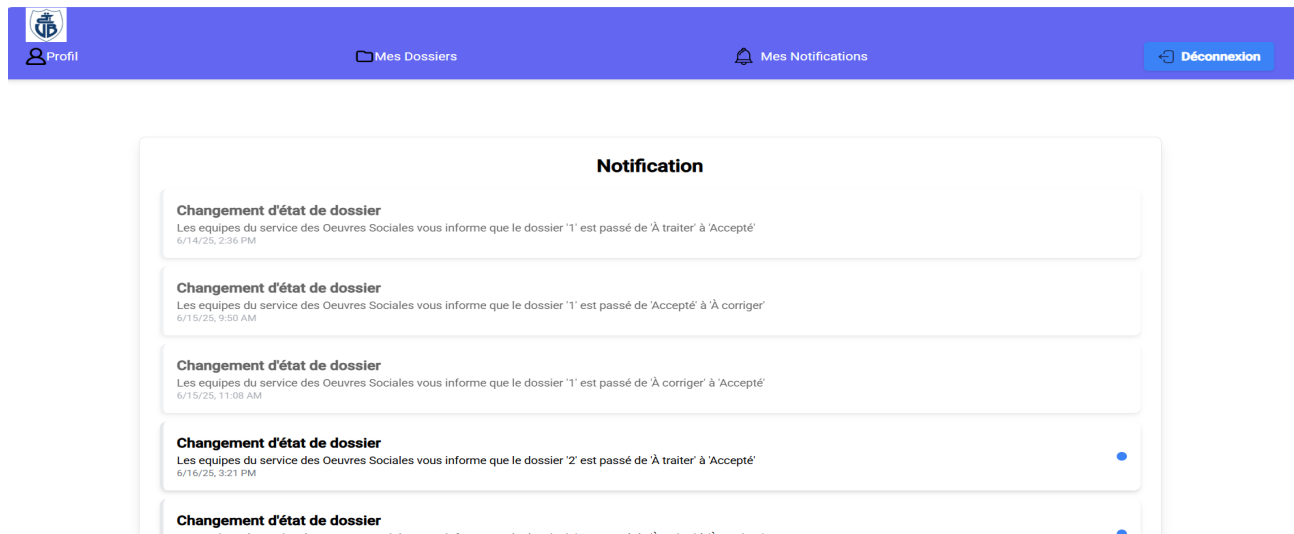 UB
Profil
Mes Dossiers
Mes Notifications
Déconnexion
Notification
Changement d'état de dossier
Les equipes du service des Oeuvres Sociales vous informe que le dossier '1' est passé de 'À traiter' à 'Accepté'
6/14/25, 2:36 PM
Changement d'état de dossier
Les equipes du service des Oeuvres Sociales vous informe que le dossier '1' est passé de 'Accepté' à 'À corriger'
6/15/25, 9:50 AM
Changement d'état de dossier
Les equipes du service des Oeuvres Sociales vous informe que le dossier '1' est passé de 'À corriger' à 'Accepté'
6/15/25, 11:08 AM
Changement d'état de dossier
Les equipes du service des Oeuvres Sociales vous informe que le dossier '2' est passé de 'À traiter' à 'Accepté'
6/16/25, 3:21 PM
Changement d'état de dossier